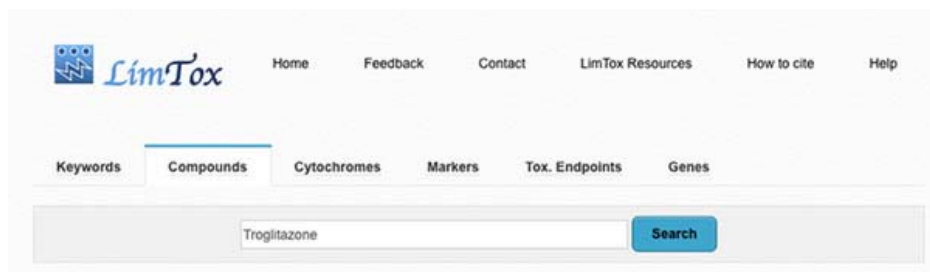 LimTox
Home Feedback Contact LimTox Resources How to cite Help
Keywords Compounds Cytochromes Markers Tox. Endpoints Genes
Troglitazone Search